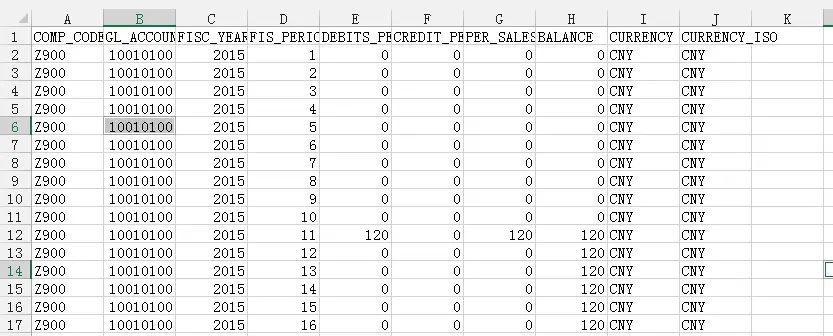 A B C D E F G H I J K
1 COMP_CODE GL_ACCOUN FISC_YEAR FIS_PERIO DEBITS_PE CREDIT_PE PER_SALES BALANCE CURRENCY CURRENCY_ISO
2 Z900 10010100 2015 1 0 0 0 0 CNY CNY
3 Z900 10010100 2015 2 0 0 0 0 CNY CNY
4 Z900 10010100 2015 3 0 0 0 0 CNY CNY
5 Z900 10010100 2015 4 0 0 0 0 CNY CNY
6 Z900 10010100 2015 5 0 0 0 0 CNY CNY
7 Z900 10010100 2015 6 0 0 0 0 CNY CNY
8 Z900 10010100 2015 7 0 0 0 0 CNY CNY
9 Z900 10010100 2015 8 0 0 0 0 CNY CNY
10 Z900 10010100 2015 9 0 0 0 0 CNY CNY
11 Z900 10010100 2015 10 0 0 0 0 CNY CNY
12 Z900 10010100 2015 11 120 0 120 120 CNY CNY
13 Z900 10010100 2015 12 0 0 0 120 CNY CNY
14 Z900 10010100 2015 13 0 0 0 120 CNY CNY
15 Z900 10010100 2015 14 0 0 0 120 CNY CNY
16 Z900 10010100 2015 15 0 0 0 120 CNY CNY
17 Z900 10010100 2015 16 0 0 0 120 CNY CNY